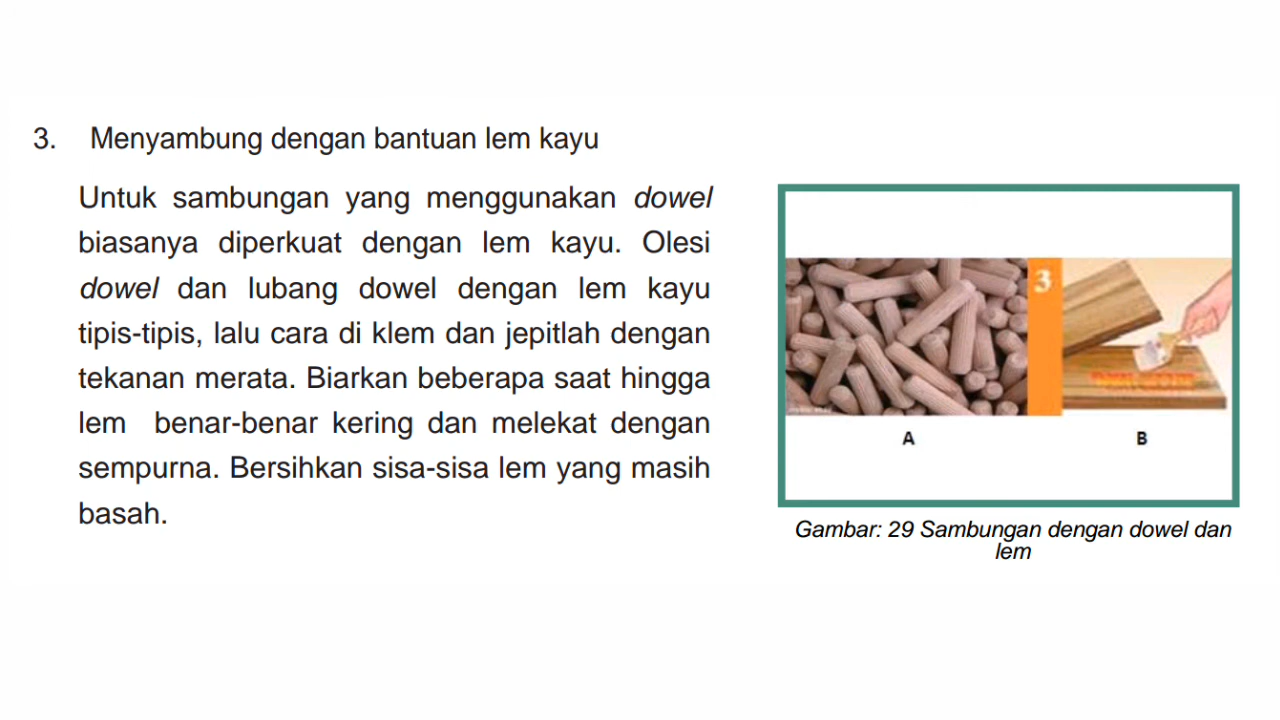 3. Menyambung dengan bantuan lem kayu
Untuk sambungan yang menggunakan dowel
biasanya diperkuat dengan lem kayu. Olesi
dowel dan lubang dowel dengan lem kayu
tipis-tipis, lalu cara di klem dan jepitlah dengan
tekanan merata. Biarkan beberapa saat hingga
lem benar-benar kering dan melekat dengan
sempurna. Bersihkan sisa-sisa lem yang masih
basah.
3
A
B
Gambar: 29 Sambungan dengan dowel dan
lem